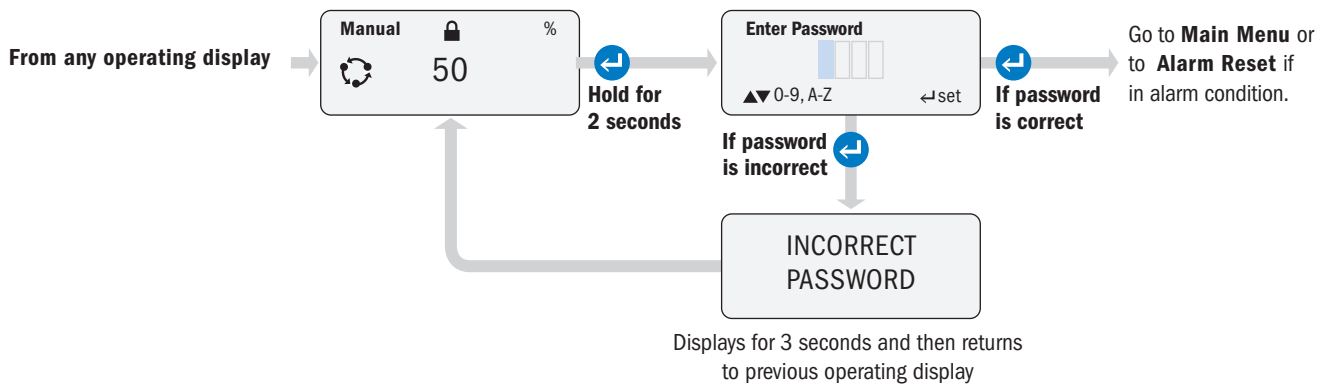 From any operating display
Manual %
50
Hold for
2 seconds
Enter Password
▲▼ 0-9, A-Z ↵ set
If password
is correct
Go to Main Menu or
to Alarm Reset if
in alarm condition.
If password
is incorrect
INCORRECT
PASSWORD
Displays for 3 seconds and then returns
to previous operating display